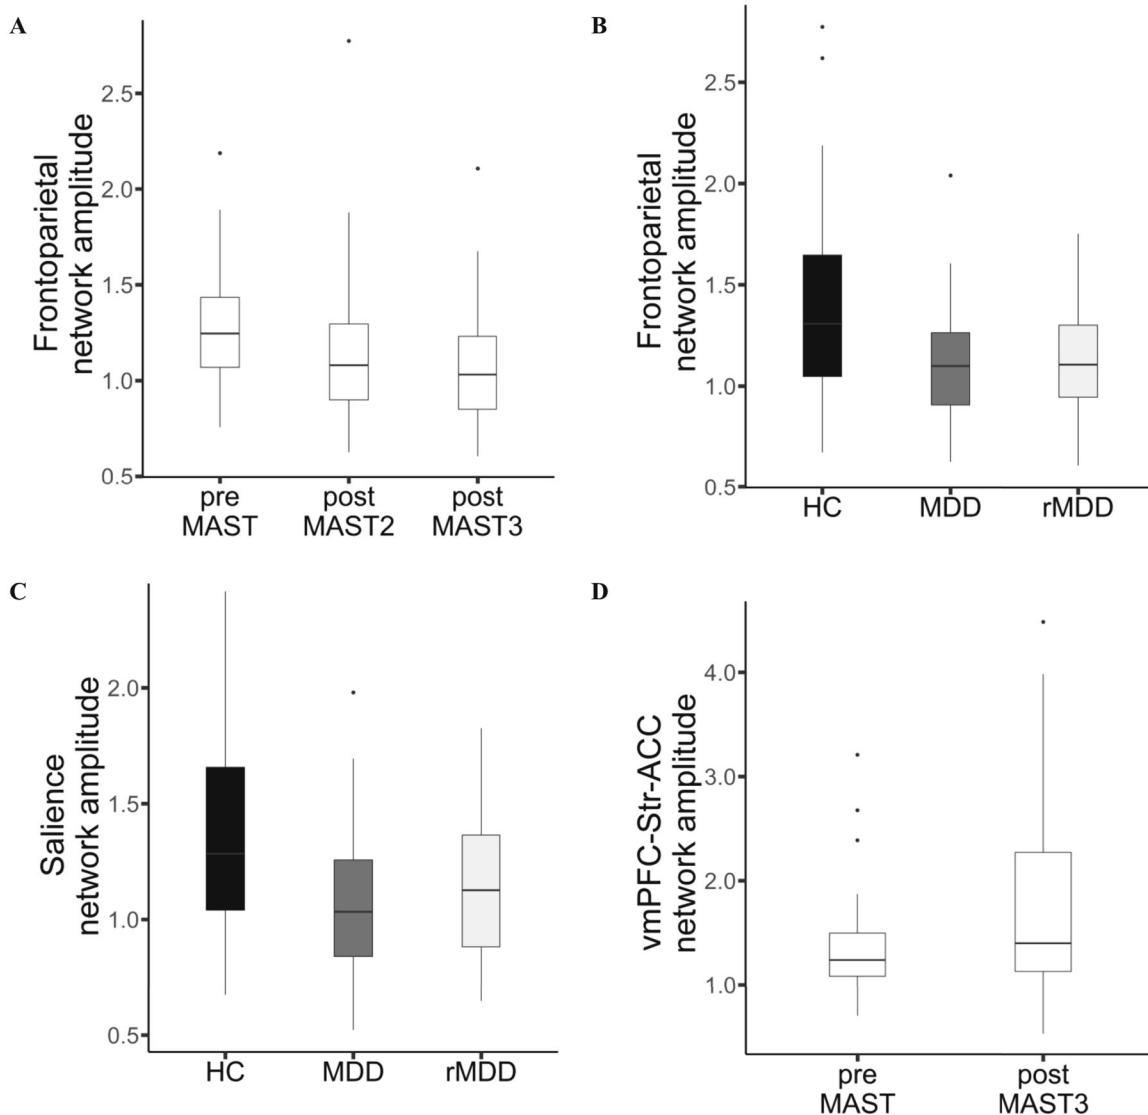 A
Frontoparietal
network amplitude
2.5
2.0
1.5
1.0
0.5
pre
MAST
post
MAST2
post
MAST3
B
Frontoparietal
network amplitude
2.5
2.0
1.5
1.0
0.5
HC
MDD
rMDD
C
Salience
network amplitude
2.0
1.5
1.0
0.5
HC
MDD
rMDD
D
vmPFC-Str-ACC
network amplitude
4.0
3.0
2.0
1.0
pre
MAST
post
MAST3